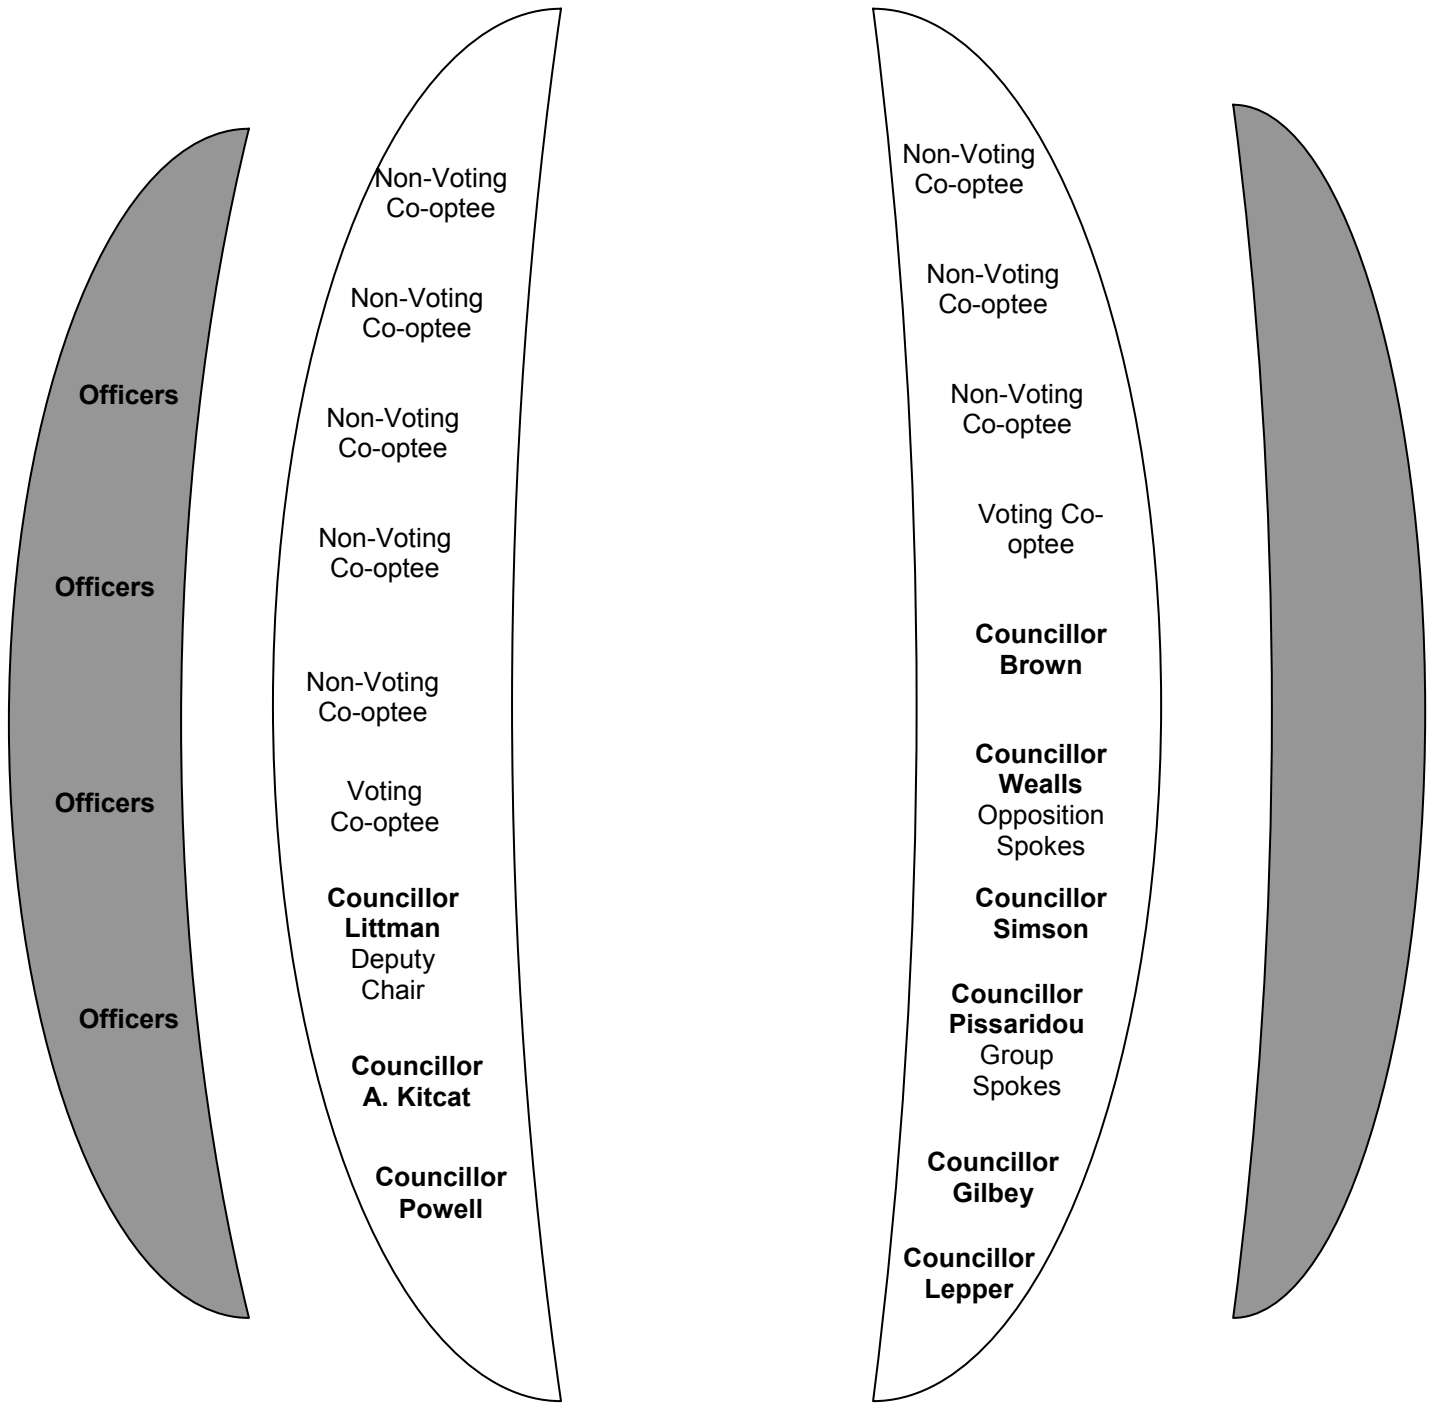 Officers
Officers
Officers
Officers
Non-Voting
Co-optee
Non-Voting
Co-optee
Non-Voting
Co-optee
Non-Voting
Co-optee
Non-Voting
Co-optee
Voting
Co-optee
Councillor
Littman
Deputy
Chair
Councillor
A. Kitcat
Councillor
Powell
Non-Voting
Co-optee
Non-Voting
Co-optee
Non-Voting
Co-optee
Voting Co-
optee
Councillor
Brown
Councillor
Wealls
Opposition
Spokes
Councillor
Simson
Councillor
Pissaridou
Group
Spokes
Councillor
Gilbey
Councillor
Lepper